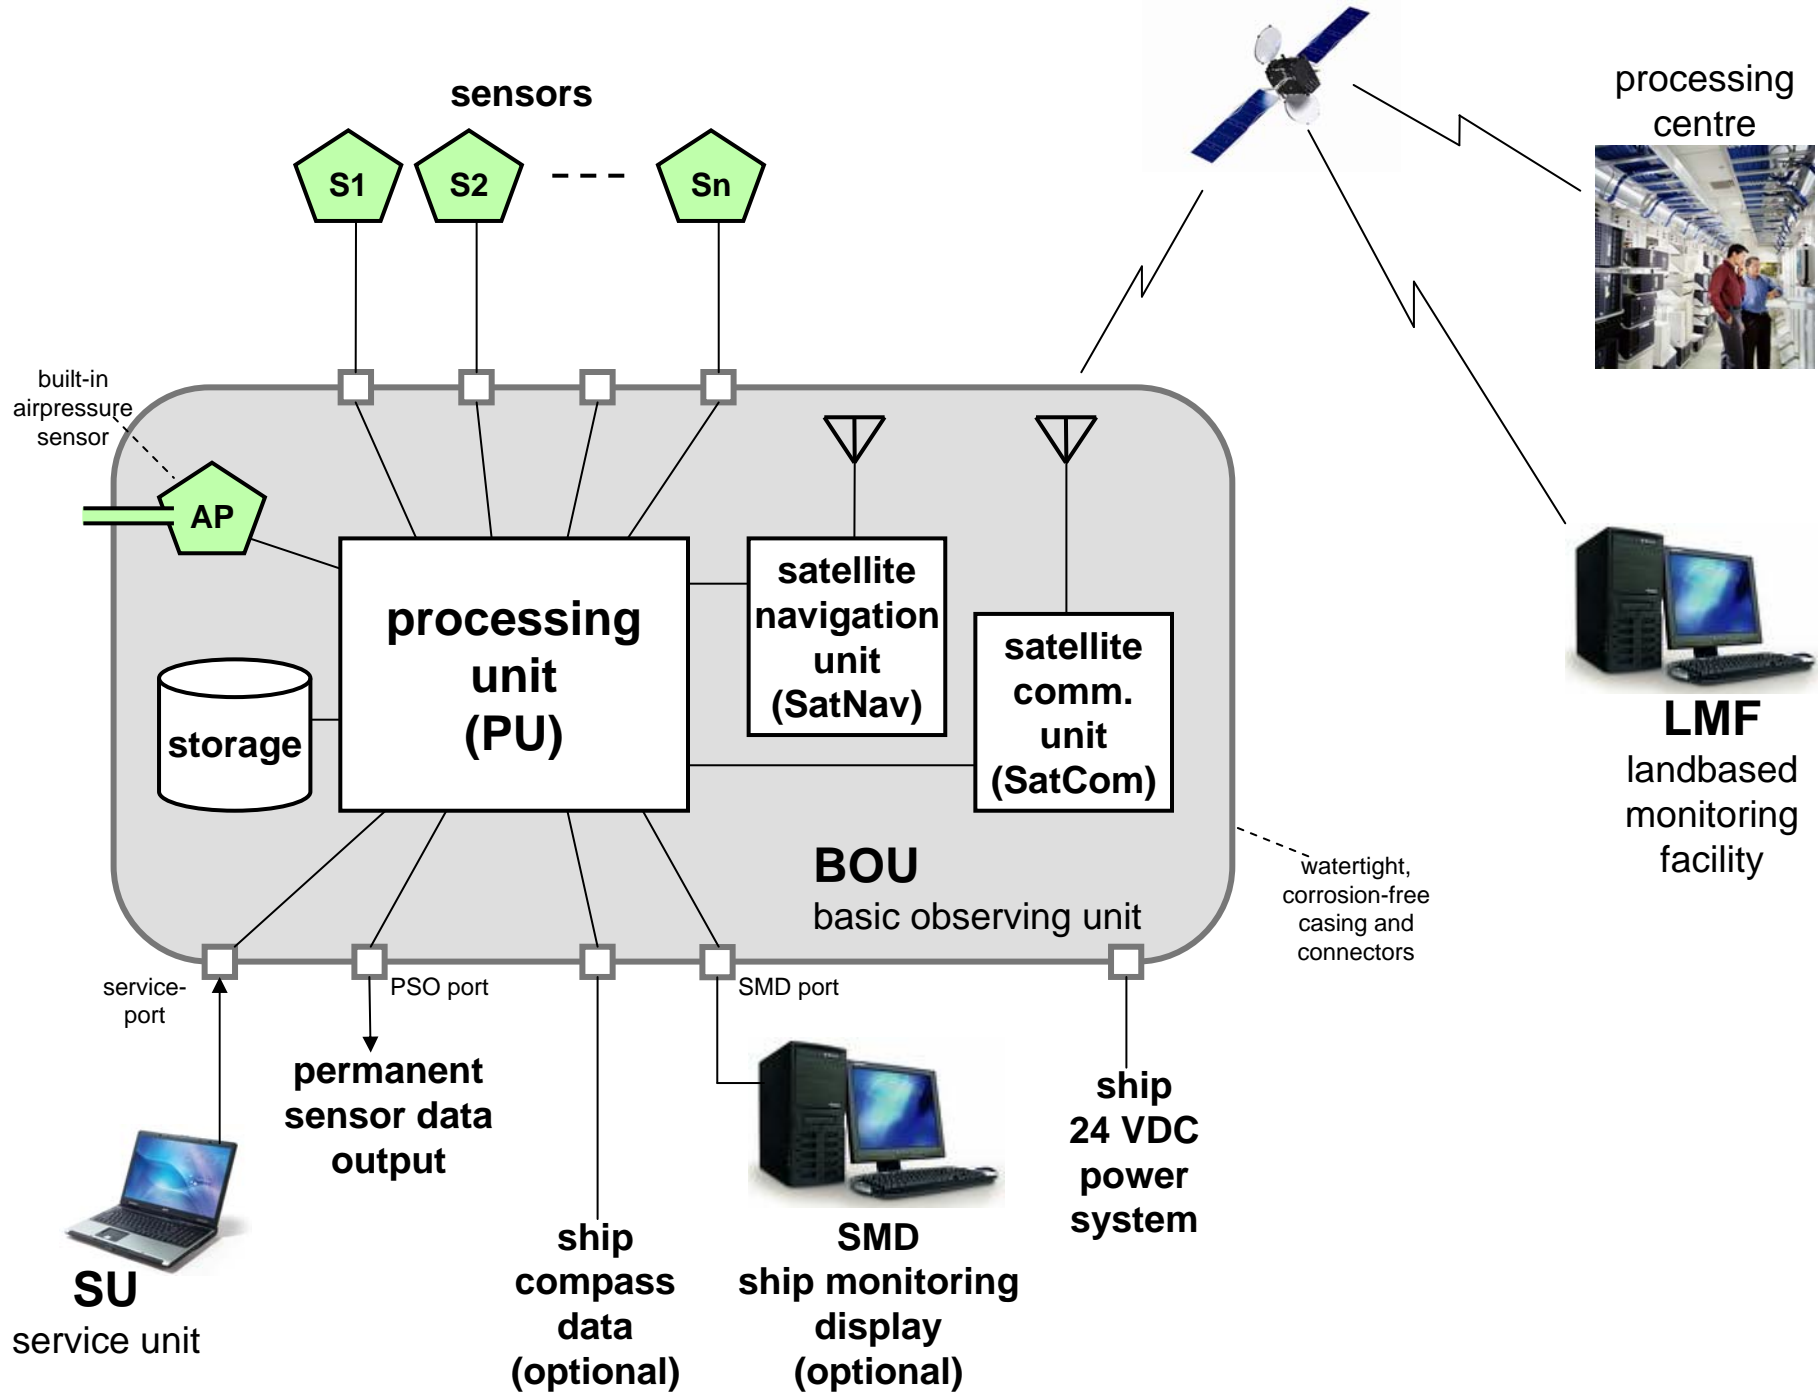 sensors
S1
S2
Sn
processing
centre
built-in
airpressure
sensor
AP
processing
unit
(PU)
storage
satellite
navigation
unit
(SatNav)
satellite
comm.
unit
(SatCom)
LMF
landbased
monitoring
facility
BOU
basic observing unit
watertight,
corrosion-free
casing and
connectors
service-
port
PSO port
SMD port
permanent
sensor data
output
ship
24 VDC
power
system
SU
service unit
ship
compass
data
(optional)
SMD
ship monitoring
display
(optional)